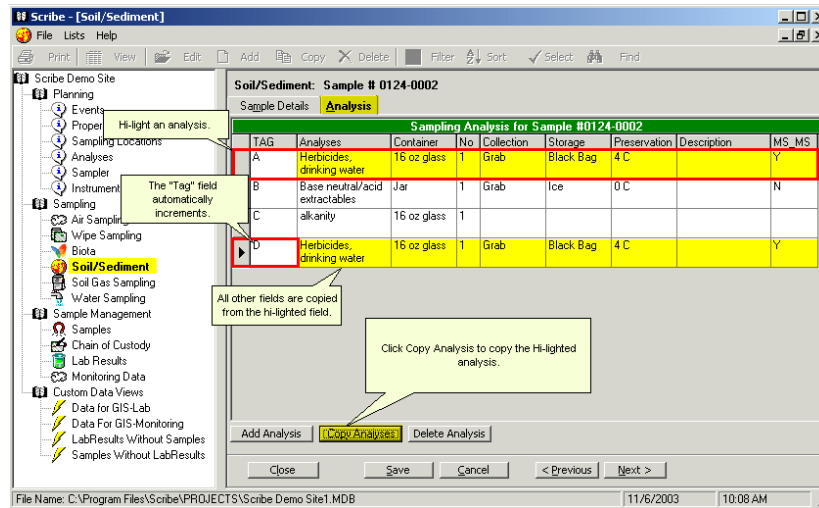 Scribe - [Soil/Sediment]
File Lists Help
Print View Edit Add Copy Delete Filter Sort Select Find
Scribe Demo Site
Planning
Events
Proper
Sampling Locations
Analyses
Sampler
Instrument
Sampling
Air Sampling
Wipe Sampling
Biota
Soil/Sediment
Soil Gas Sampling
Water Sampling
Sample Management
Samples
Chain of Custody
Lab Results
Monitoring Data
Custom Data Views
Data for GIS-Lab
Data For GIS-Monitoring
LabResults Without Samples
Samples Without LabResults
Hi-light an analysis.
The "Tag" field
automatically
increments.
Soil/Sediment: Sample # 0124-0002
Sample Details Analysis
Sampling Analysis for Sample #0124-0002
TAG Analyses Container No Collection Storage Preservation Description MS_MS
A Herbicides, 16 oz glass 1 Grab Black Bag 4 C Y
drinking water
B Base neutral/acid Jar 1 Grab Ice 0 C N
extractables
C alkanity 16 oz glass 1
D Herbicides, 16 oz glass 1 Grab Black Bag 4 C Y
drinking water
All other fields are copied
from the hi-lighted field.
Click Copy Analysis to copy the Hi-lighted
analysis.
Add Analysis Copy Analyses Delete Analysis
Close Save Cancel < Previous Next >
File Name: C:\Program Files\Scribe\PROJECTS\Scribe Demo Site1.MDB 11/6/2003 10:08 AM